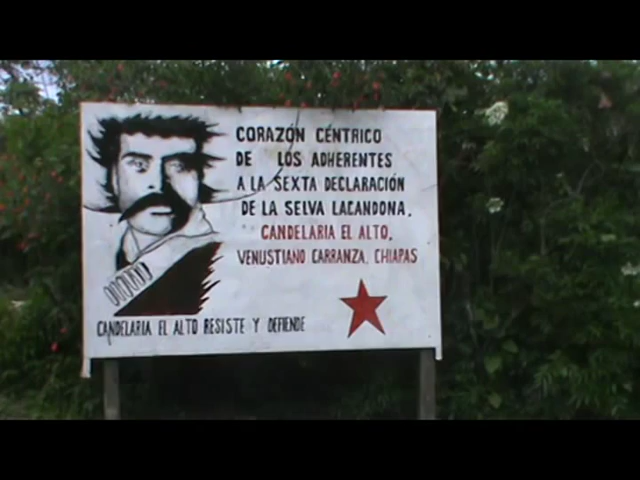 CORAZÓN CÉNTRICO
DE LOS ADHERENTES
A LA SEXTA DECLARACIÓN
DE LA SELVA LACANDONA.
CANDELARIA EL ALTO,
VENUSTIANO CARRANZA, CHIAPAS
CANDELARIA EL ALTO RESISTE Y DEFIENDE